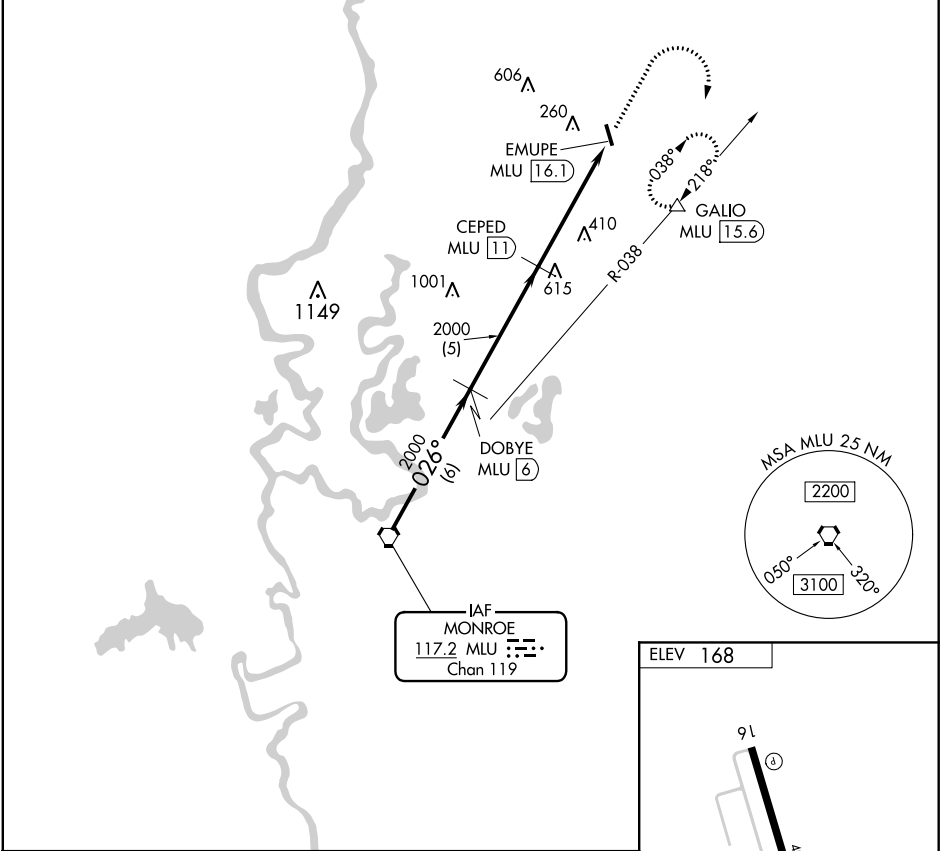 606
260
EMUPE
MLU 16.1
038°
218°
GALIO
MLU 15.6
CEPED
MLU 11
410
615
R-038
1001
1149
2000
(5)
DOBYE
MLU 6
2000
026°
(6)
MSA MLU 25 NM
2200
050°
320°
3100
IAF
MONROE
117.2 MLU
Chan 119
ELEV 168
16
P
A